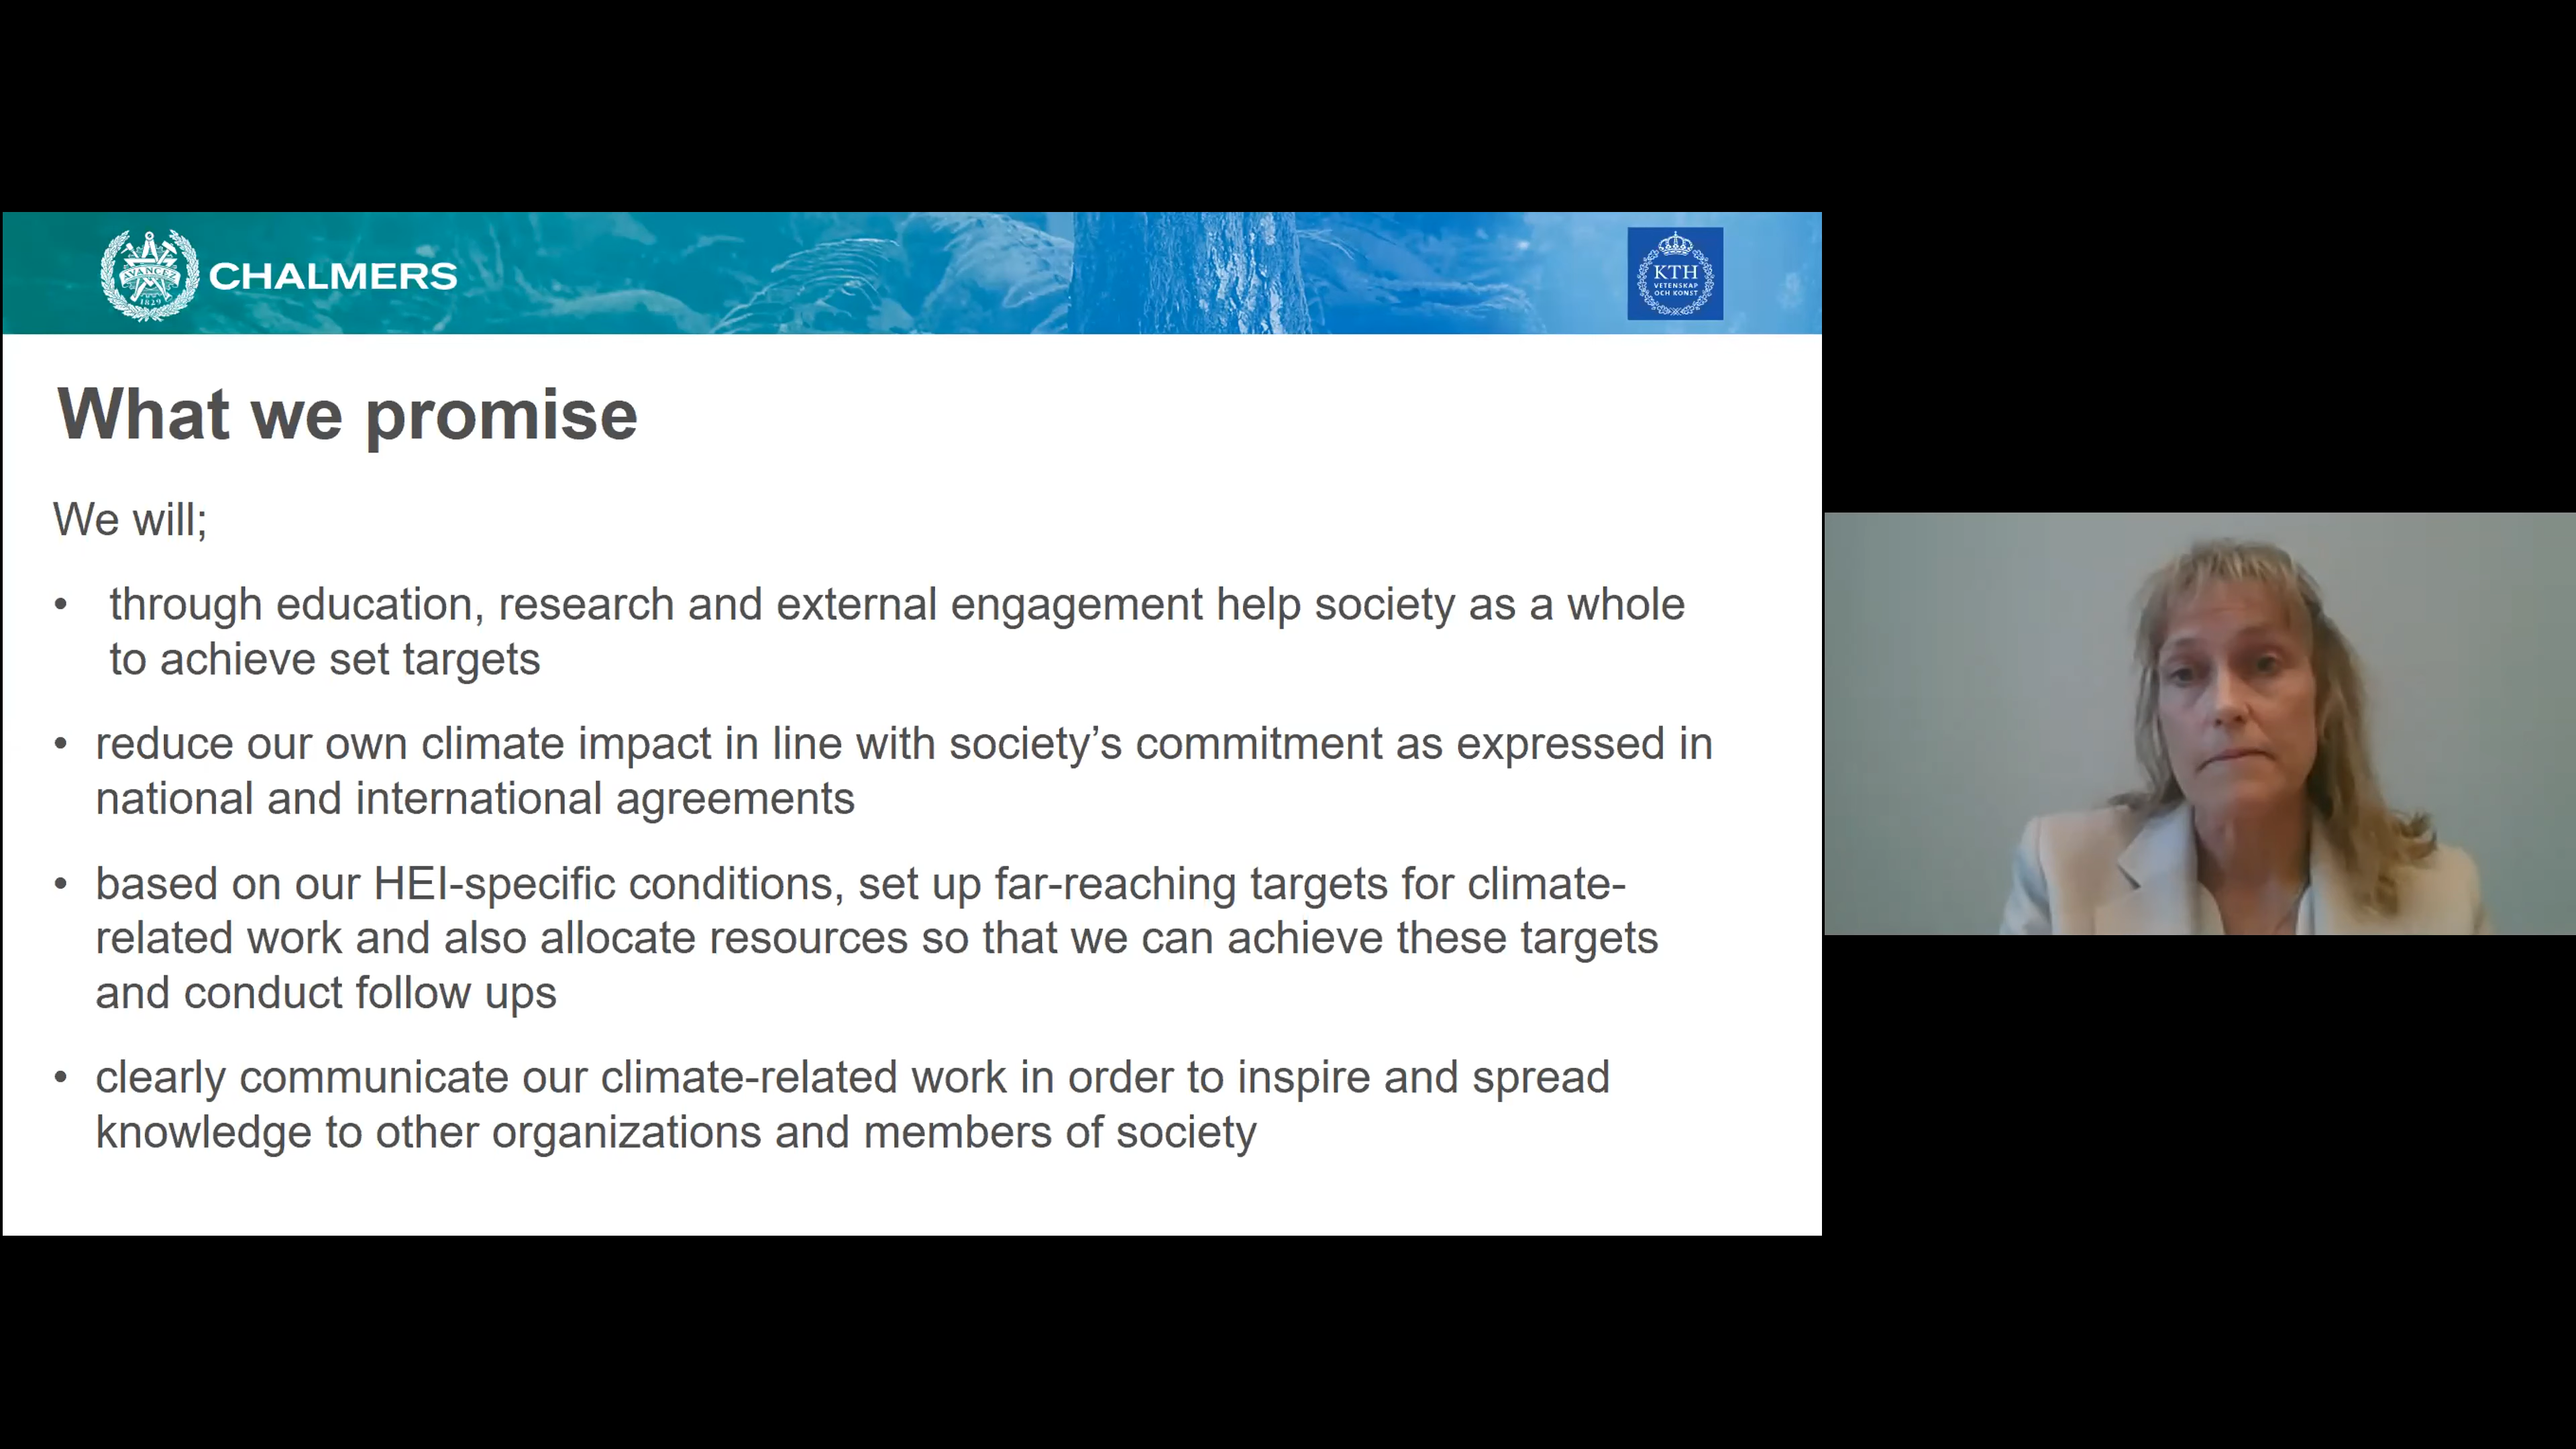 AVANCEZ
1829
CHALMERS
KTH
VETENSKAP
OCH KONST
What we promise
We will;
• through education, research and external engagement help society as a whole
to achieve set targets
• reduce our own climate impact in line with society’s commitment as expressed in
national and international agreements
• based on our HEI-specific conditions, set up far-reaching targets for climate-
related work and also allocate resources so that we can achieve these targets
and conduct follow ups
• clearly communicate our climate-related work in order to inspire and spread
knowledge to other organizations and members of society